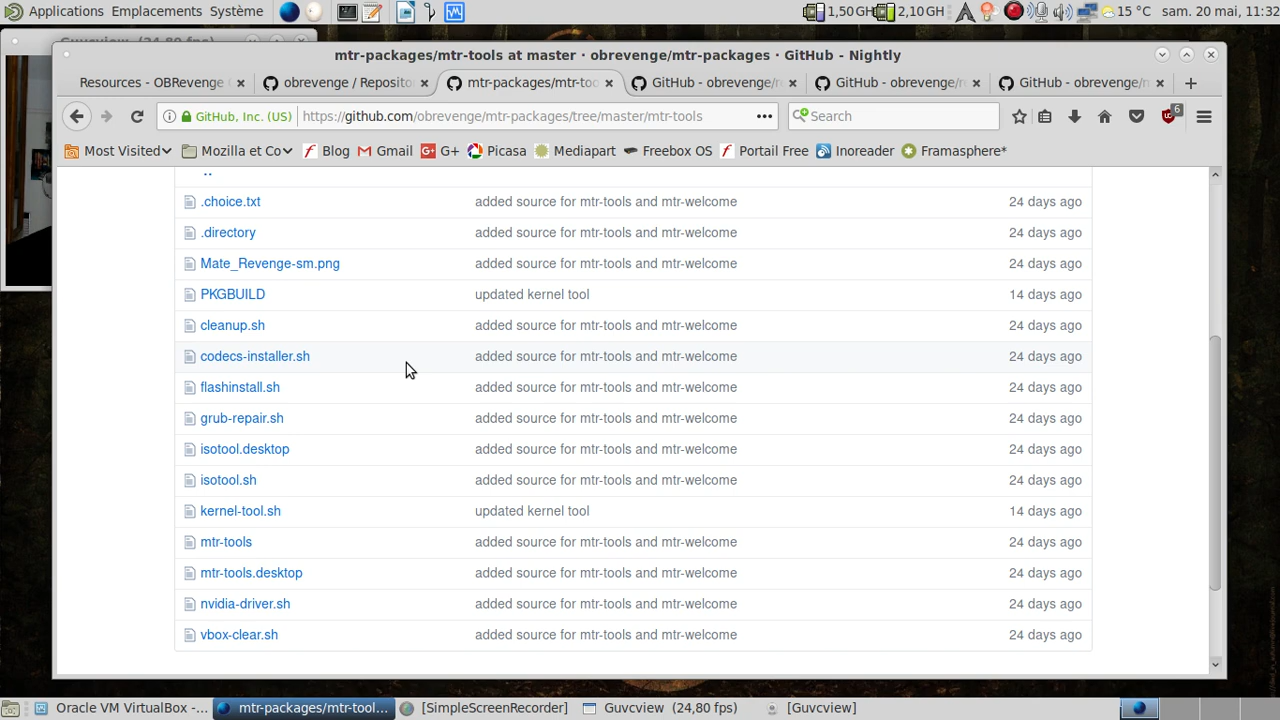 Applications Emplacements Système 1,50 GH 2,10 GH 15 °C sam. 20 mai, 11:32
Guvcview (24,80 fps)
mtr-packages/mtr-tools at master · obrevenge/mtr-packages · GitHub - Nightly
Resources - OBRevenge obrevenge / Reposito mtr-packages/mtr-too GitHub - obrevenge/n GitHub - obrevenge/r GitHub - obrevenge/m
GitHub, Inc. (US) https://github.com/obrevenge/mtr-packages/tree/master/mtr-tools ••• Search 6
Most Visited Mozilla et Co Blog Gmail G+ Picasa Mediapart Freebox OS Portail Free Inoreader Framasphere*
..
.choice.txt added source for mtr-tools and mtr-welcome 24 days ago
.directory added source for mtr-tools and mtr-welcome 24 days ago
Mate_Revenge-sm.png added source for mtr-tools and mtr-welcome 24 days ago
PKGBUILD updated kernel tool 14 days ago
cleanup.sh added source for mtr-tools and mtr-welcome 24 days ago
codecs-installer.sh added source for mtr-tools and mtr-welcome 24 days ago
flashinstall.sh added source for mtr-tools and mtr-welcome 24 days ago
grub-repair.sh added source for mtr-tools and mtr-welcome 24 days ago
isotool.desktop added source for mtr-tools and mtr-welcome 24 days ago
isotool.sh added source for mtr-tools and mtr-welcome 24 days ago
kernel-tool.sh updated kernel tool 14 days ago
mtr-tools added source for mtr-tools and mtr-welcome 24 days ago
mtr-tools.desktop added source for mtr-tools and mtr-welcome 24 days ago
nvidia-driver.sh added source for mtr-tools and mtr-welcome 24 days ago
vbox-clear.sh added source for mtr-tools and mtr-welcome 24 days ago
Oracle VM VirtualBox -... mtr-packages/mtr-tool... [SimpleScreenRecorder] Guvcview (24,80 fps) [Guvcview]